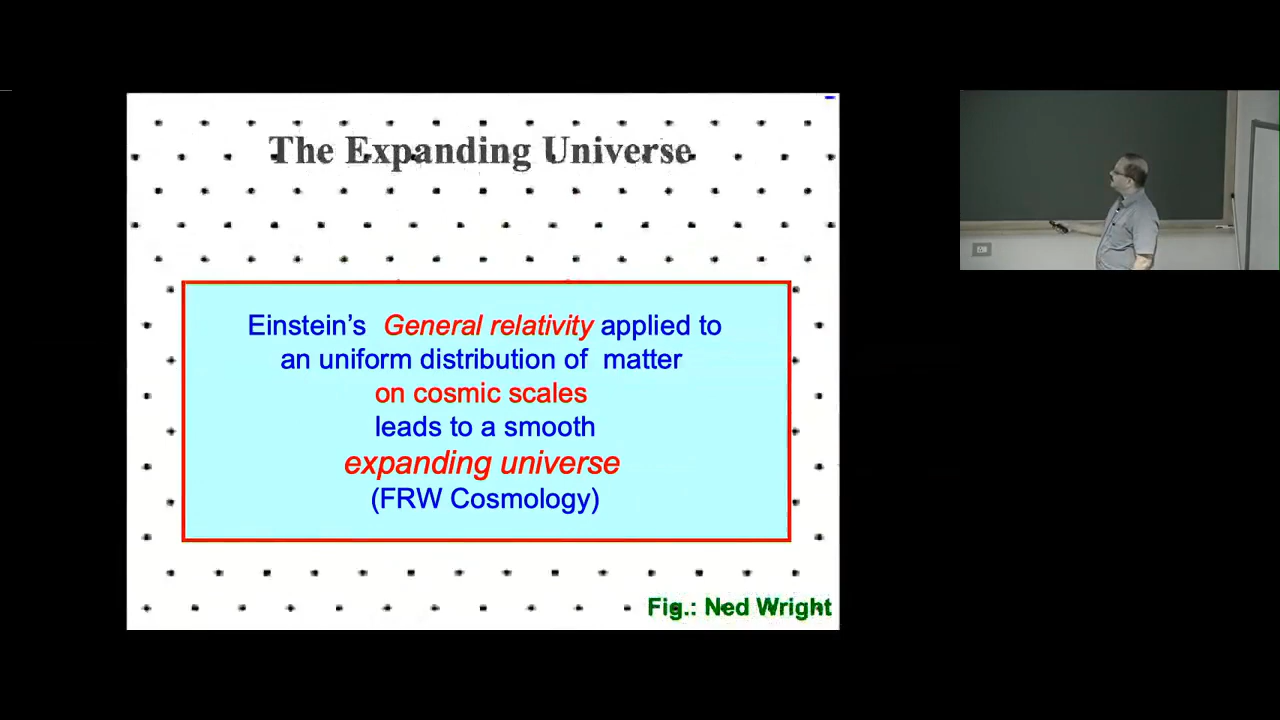 The Expanding Universe
Einstein’s General relativity applied to
an uniform distribution of matter
on cosmic scales
leads to a smooth
expanding universe
(FRW Cosmology)
Fig.: Ned Wright